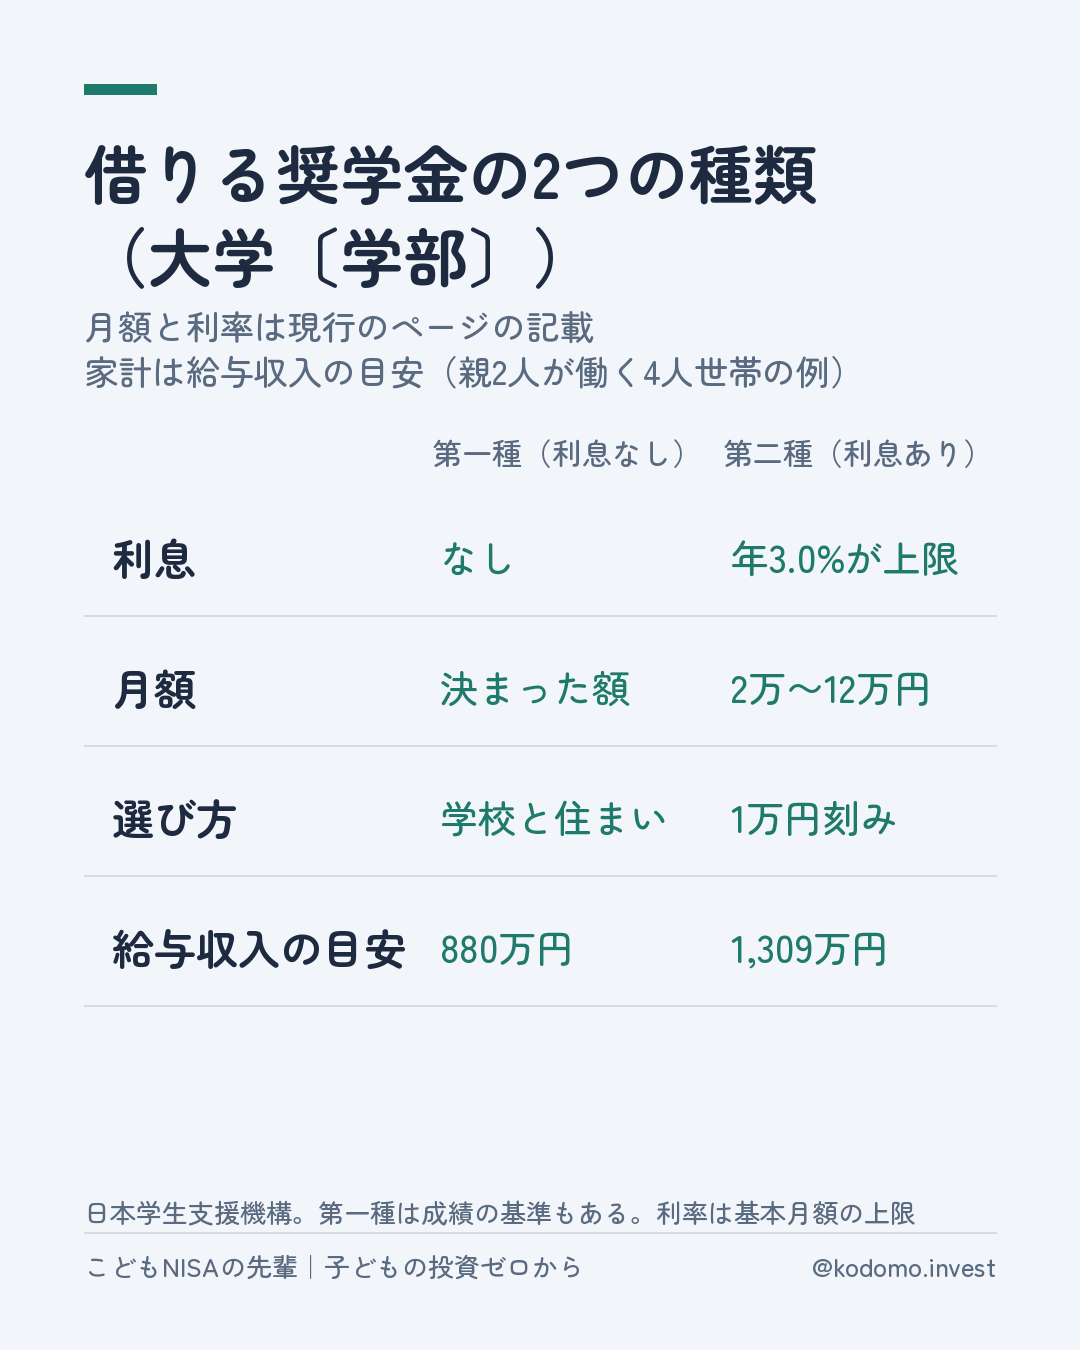 借りる奨学金の2つの種類
（大学〔学部〕）
月額と利率は現行のページの記載
家計は給与収入の目安（親2人が働く4人世帯の例）
第一種（利息なし） 第二種（利息あり）
利息 なし 年3.0%が上限
月額 決まった額 2万〜12万円
選び方 学校と住まい 1万円刻み
給与収入の目安 880万円 1,309万円
日本学生支援機構。第一種は成績の基準もある。利率は基本月額の上限
こどもNISAの先輩｜子どもの投資ゼロから @kodomo.invest